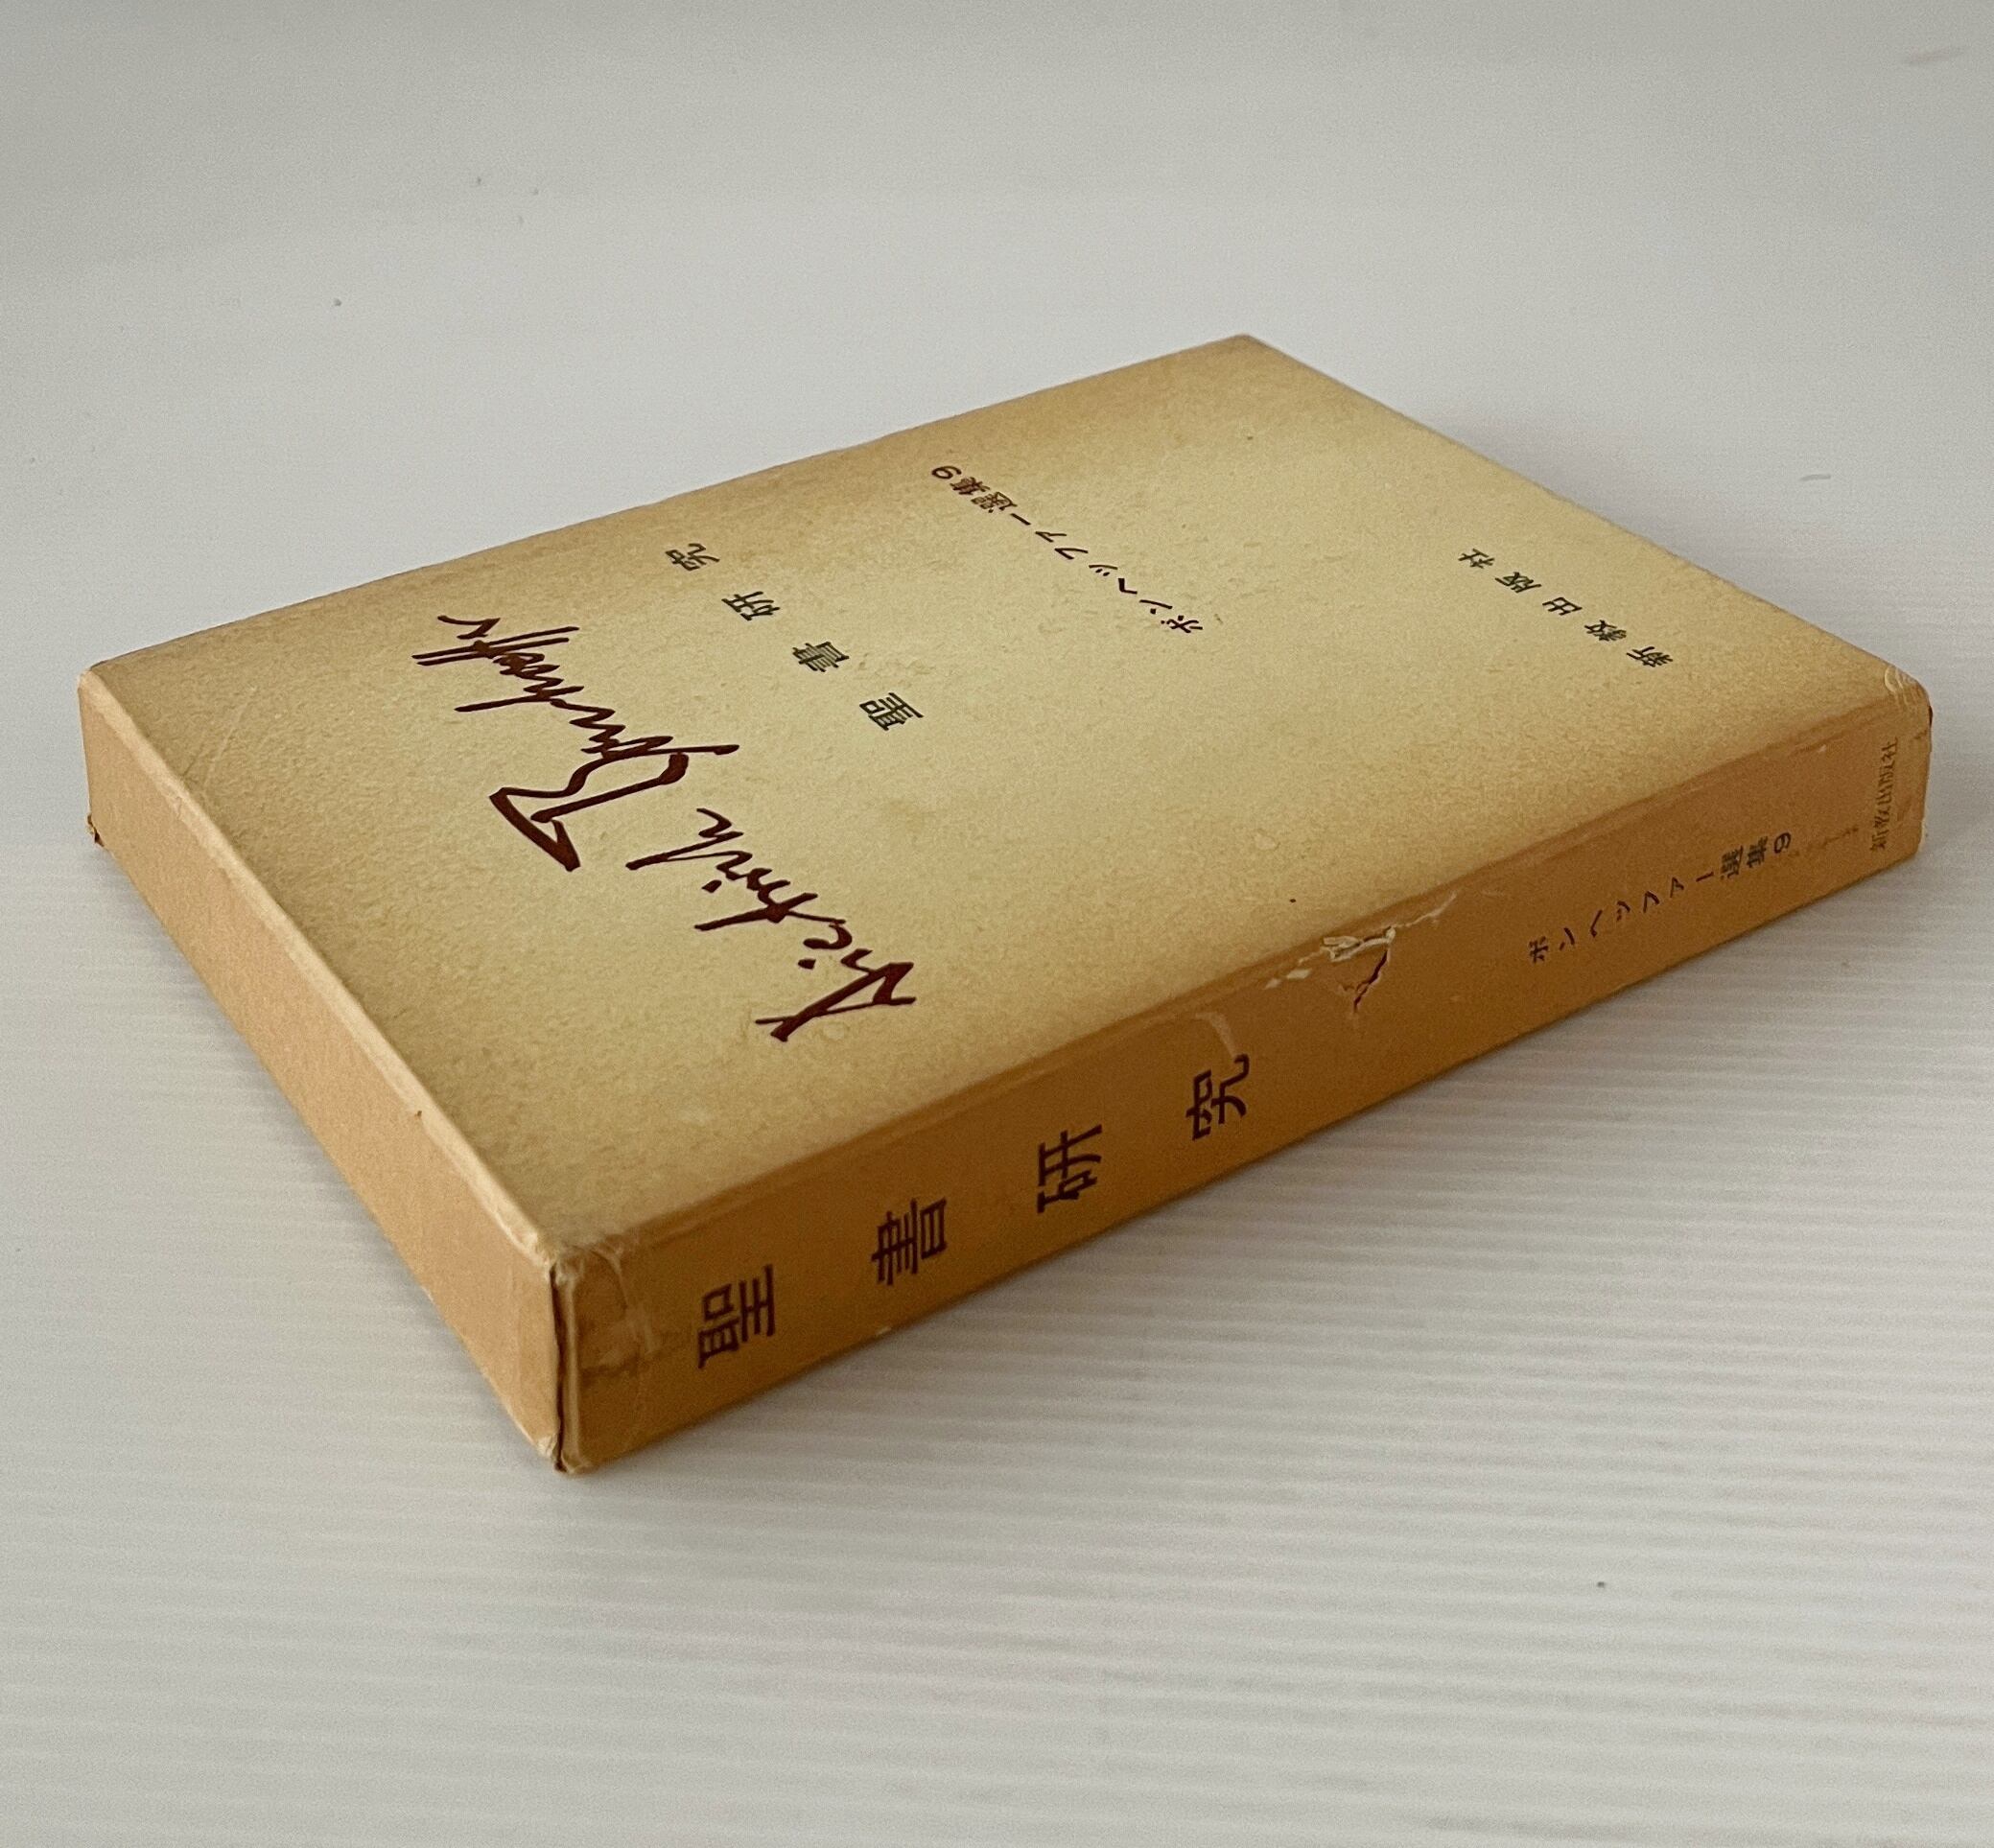 Dietrich Bonhoeffer
聖書研究
ボンヘッファー選集9
新教出版社
聖書研究
ボンヘッファー選集9
新教出版社